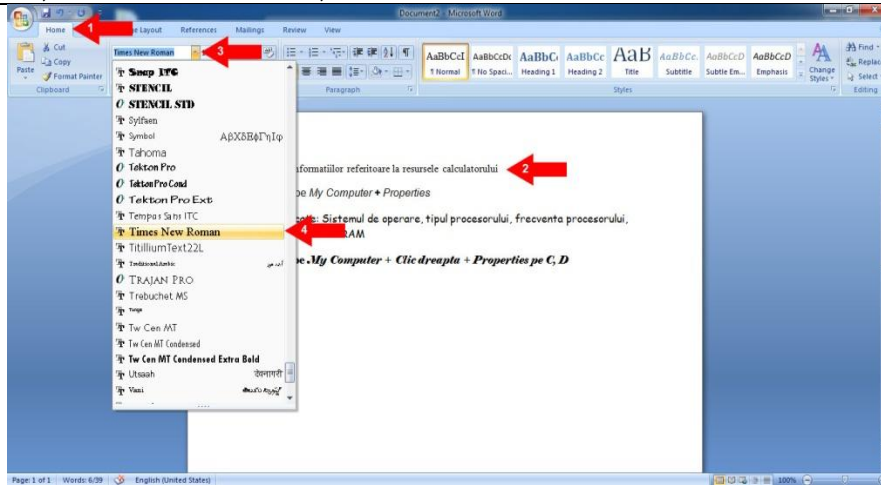 Document2 - Microsoft Word
Home
Page Layout
References
Mailings
Review
View
1
Cut
Copy
Format Painter
Paste
Clipboard
Times New Roman
3
Paragraph
AaBbCcI
¶ Normal
AaBbCcDc
¶ No Spaci...
AaBbC
Heading 1
AaBbCc
Heading 2
AaB
Title
AaBbCc.
Subtitle
AaBbCcD
Subtle Em...
AaBbCcD
Emphasis
Change
Styles
Styles
Find
Replac
Select
Editing
Snap ITC
STENCIL
STENCIL STD
Sylfaen
Symbol ΑβΧδΕφΓηΙφ
Tahoma
Tekton Pro
Tekton Pro Cond
Tekton Pro Ext
Tempus Sans ITC
Times New Roman
4
TitilliumText22L
Traditional Arabic
TRAJAN PRO
Trebuchet MS
Tunga
Tw Cen MT
Tw Cen MT Condensed
Tw Cen MT Condensed Extra Bold
Utsaah देवनागरी
Vani
nformatiilor referitoare la resursele calculatorului
2
pe My Computer + Properties
Sistemul de operare, tipul procesorului, frecventa procesorului,
RAM
pe My Computer + Clic dreapta + Properties pe C, D
Page: 1 of 1
Words: 6/39
English (United States)
100%